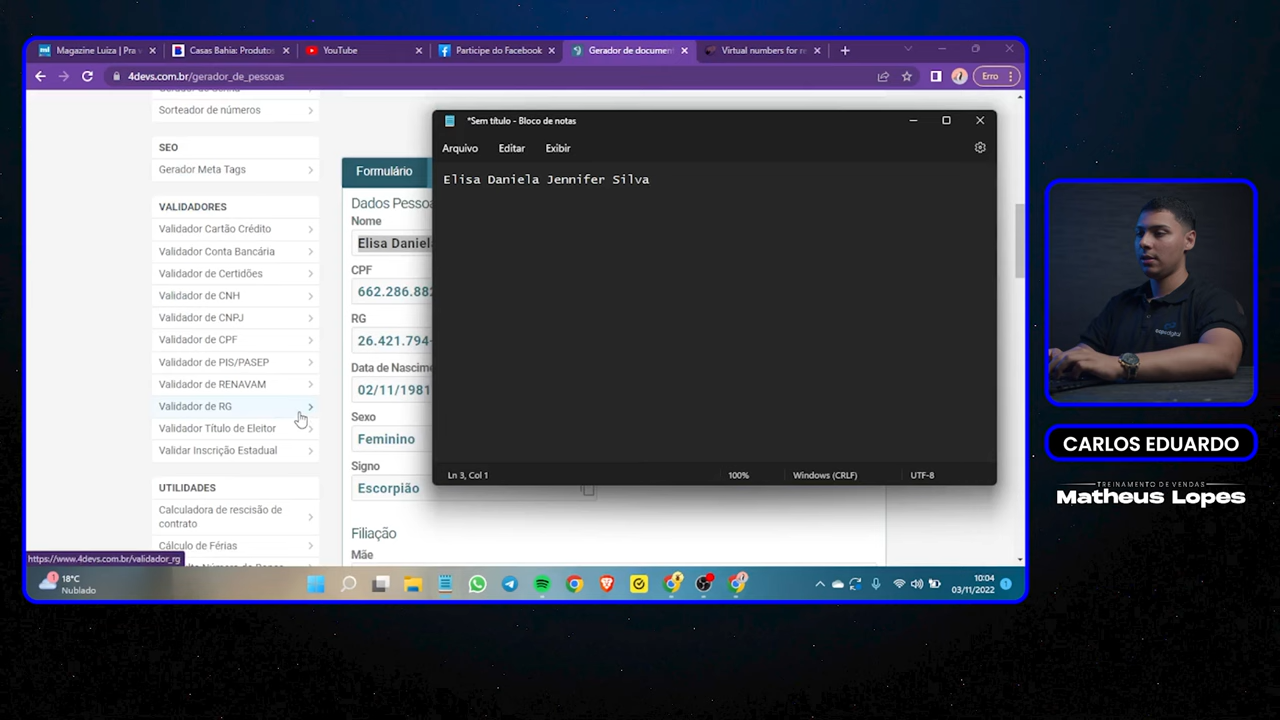 Magazine Luiza | Pra v
Casas Bahia: Produtos
YouTube
Participe do Facebook
Gerador de documen
Virtual numbers for r
4devs.com.br/gerador_de_pessoas
Erro
Sorteador de números
SEO
Gerador Meta Tags
VALIDADORES
Validador Cartão Crédito
Validador Conta Bancária
Validador de Certidões
Validador de CNH
Validador de CNPJ
Validador de CPF
Validador de PIS/PASEP
Validador de RENAVAM
Validador de RG
Validador Título de Eleitor
Validar Inscrição Estadual
UTILIDADES
Calculadora de rescisão de
contrato
Cálculo de Férias
https://www.4devs.com.br/validador_rg
Formulário
Dados Pessoa
Nome
Elisa Daniel
CPF
662.286.882
RG
26.421.794-
Data de Nascime
02/11/1981
Sexo
Feminino
Signo
Escorpião
Filiação
Mãe
*Sem título - Bloco de notas
Arquivo Editar Exibir
Elisa Daniela Jennifer Silva
Ln 3, Col 1 100% Windows (CRLF) UTF-8
18°C
Nublado
10:04
03/11/2022
expodigital
CARLOS EDUARDO
TREINAMENTO DE VENDAS
Matheus Lopes